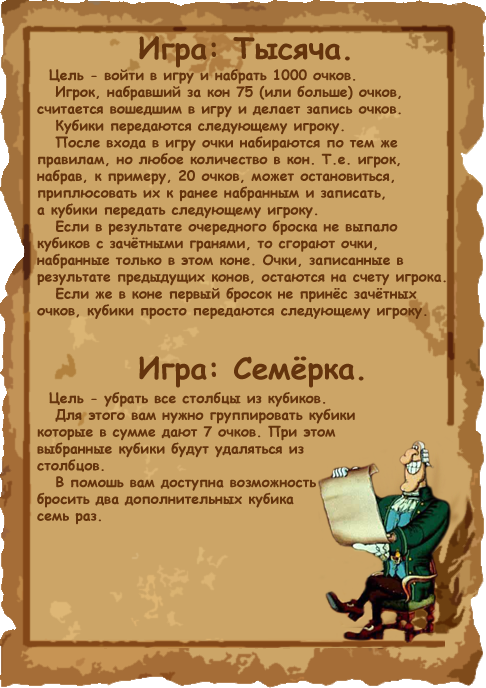 Игра: Тысяча.
Цель - войти в игру и набрать 1000 очков.
Игрок, набравший за кон 75 (или больше) очков,
считается вошедшим в игру и делает запись очков.
Кубики передаются следующему игроку.
После входа в игру очки набираются по тем же
правилам, но любое количество в кон. Т.е. игрок,
набрав, к примеру, 20 очков, может остановиться,
приплюсовать их к ранее набранным и записать,
а кубики передать следующему игроку.
Если в результате очередного броска не выпало
кубиков с зачётными гранями, то сгорают очки,
набранные только в этом коне. Очки, записанные в
результате предыдущих конов, остаются на счету игрока.
Если же в коне первый бросок не принёс зачётных
очков, кубики просто передаются следующему игроку.
Игра: Семёрка.
Цель - убрать все столбцы из кубиков.
Для этого вам нужно группировать кубики
которые в сумме дают 7 очков. При этом
выбранные кубики будут удаляться из
столбцов.
В помощь вам доступна возможность
бросить два дополнительных кубика
семь раз.